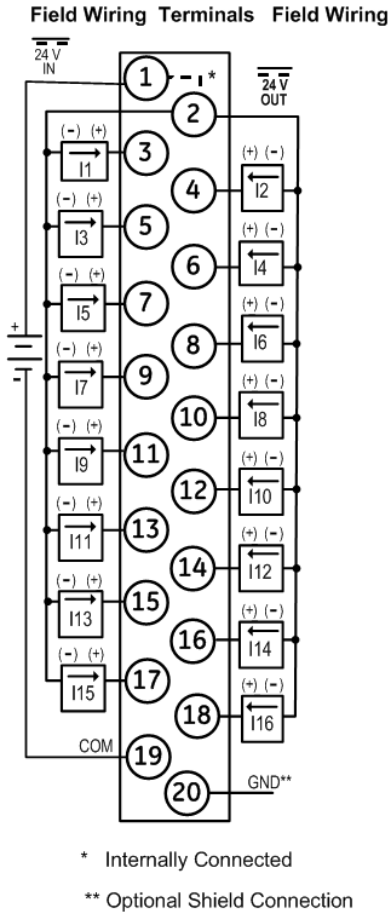 Field Wiring Terminals Field Wiring
24 V
IN
1
*
24 V
OUT
2
(-) (+)
I1
3
(+) (-)
4
I2
(-) (+)
I3
5
(+) (-)
6
I4
(-) (+)
I5
7
(+) (-)
8
I6
+
-
(-) (+)
I7
9
(+) (-)
10
I8
(-) (+)
I9
11
(+) (-)
12
I10
(-) (+)
I11
13
(+) (-)
14
I12
(-) (+)
I13
15
(+) (-)
16
I14
(-) (+)
I15
17
(+) (-)
18
I16
COM
19
20
GND**
* Internally Connected
** Optional Shield Connection